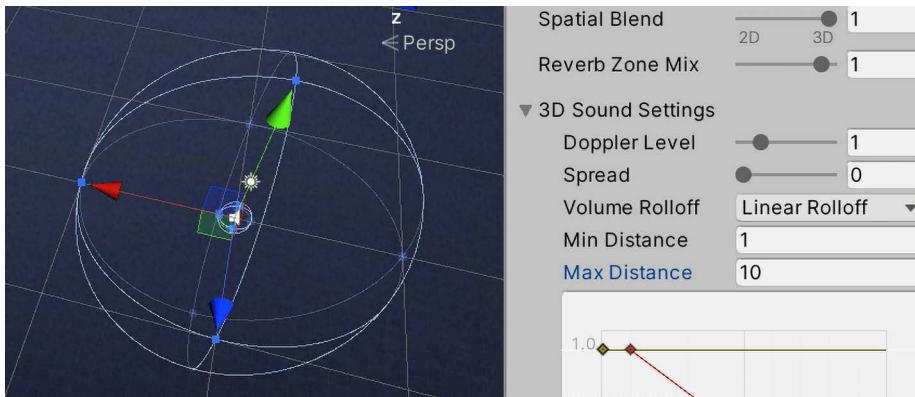 z
Persp
Spatial Blend 1
2D 3D
Reverb Zone Mix 1
3D Sound Settings
Doppler Level 1
Spread 0
Volume Rolloff Linear Rolloff
Min Distance 1
Max Distance 10
1.0